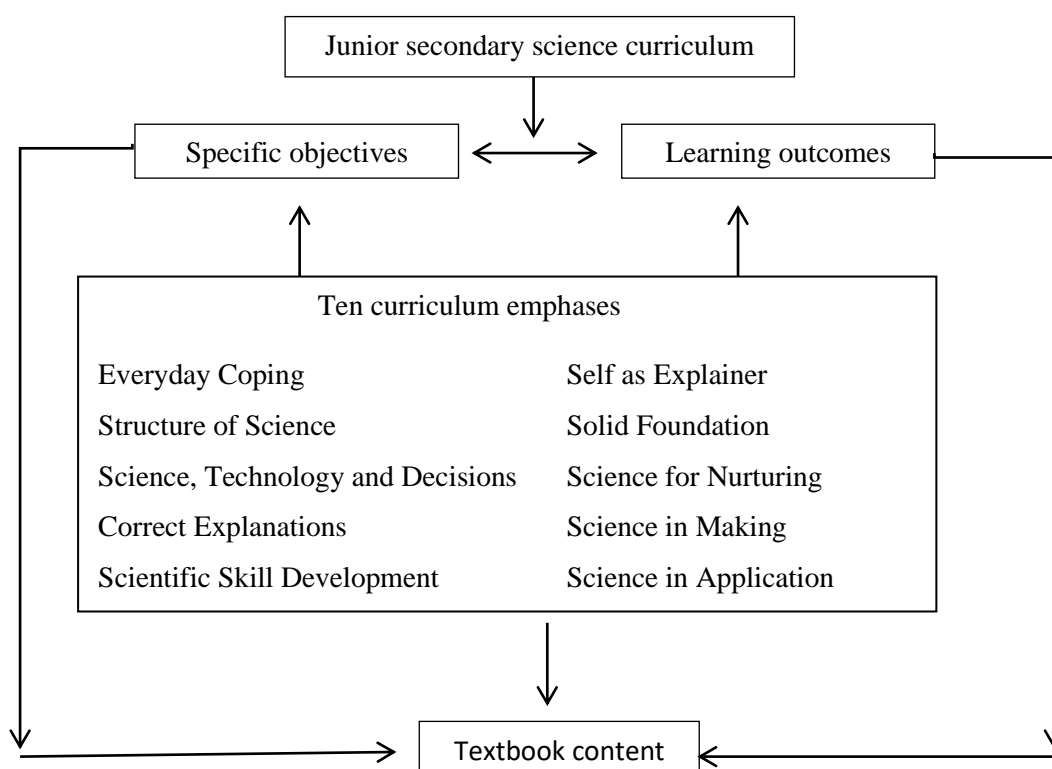 Junior secondary science curriculum
Specific objectives
Learning outcomes
Ten curriculum emphases
Everyday Coping
Self as Explainer
Structure of Science
Solid Foundation
Science, Technology and Decisions
Science for Nurturing
Correct Explanations
Science in Making
Scientific Skill Development
Science in Application
Textbook content